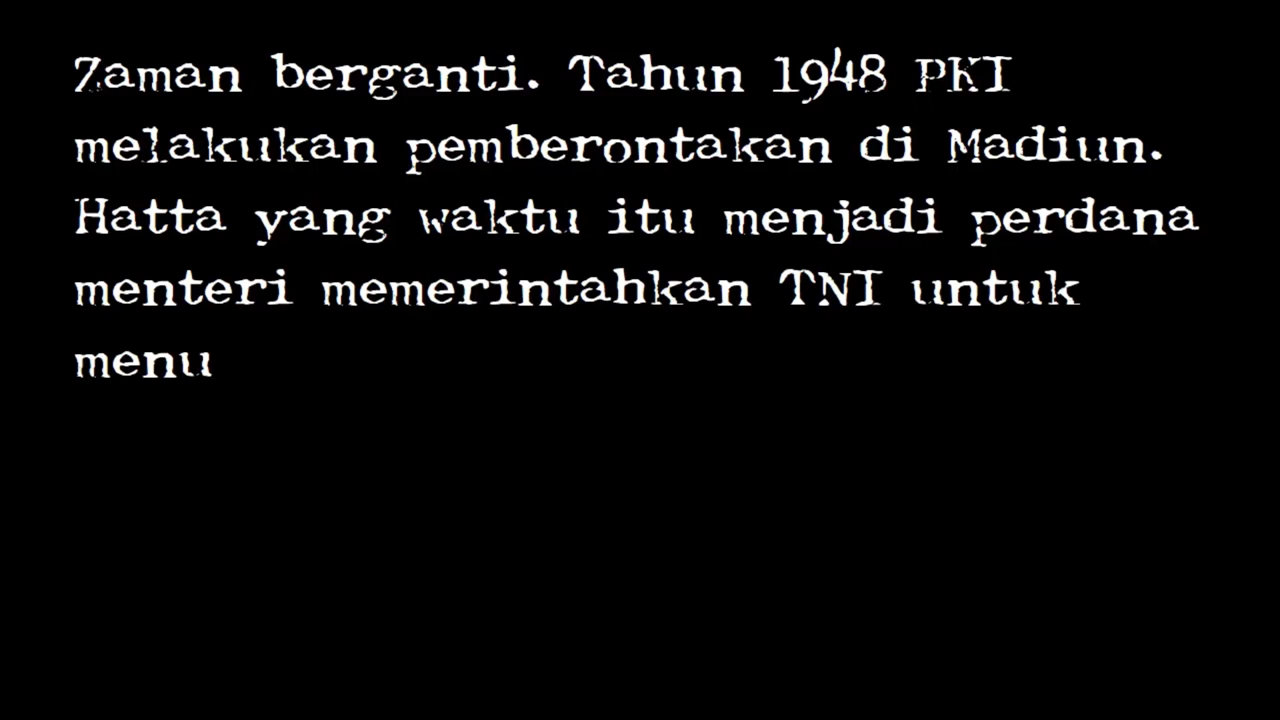 Zaman berganti. Tahun 1948 PKI
melakukan pemberontakan di Madiun.
Hatta yang waktu itu menjadi perdana
menteri memerintahkan TNI untuk
menu